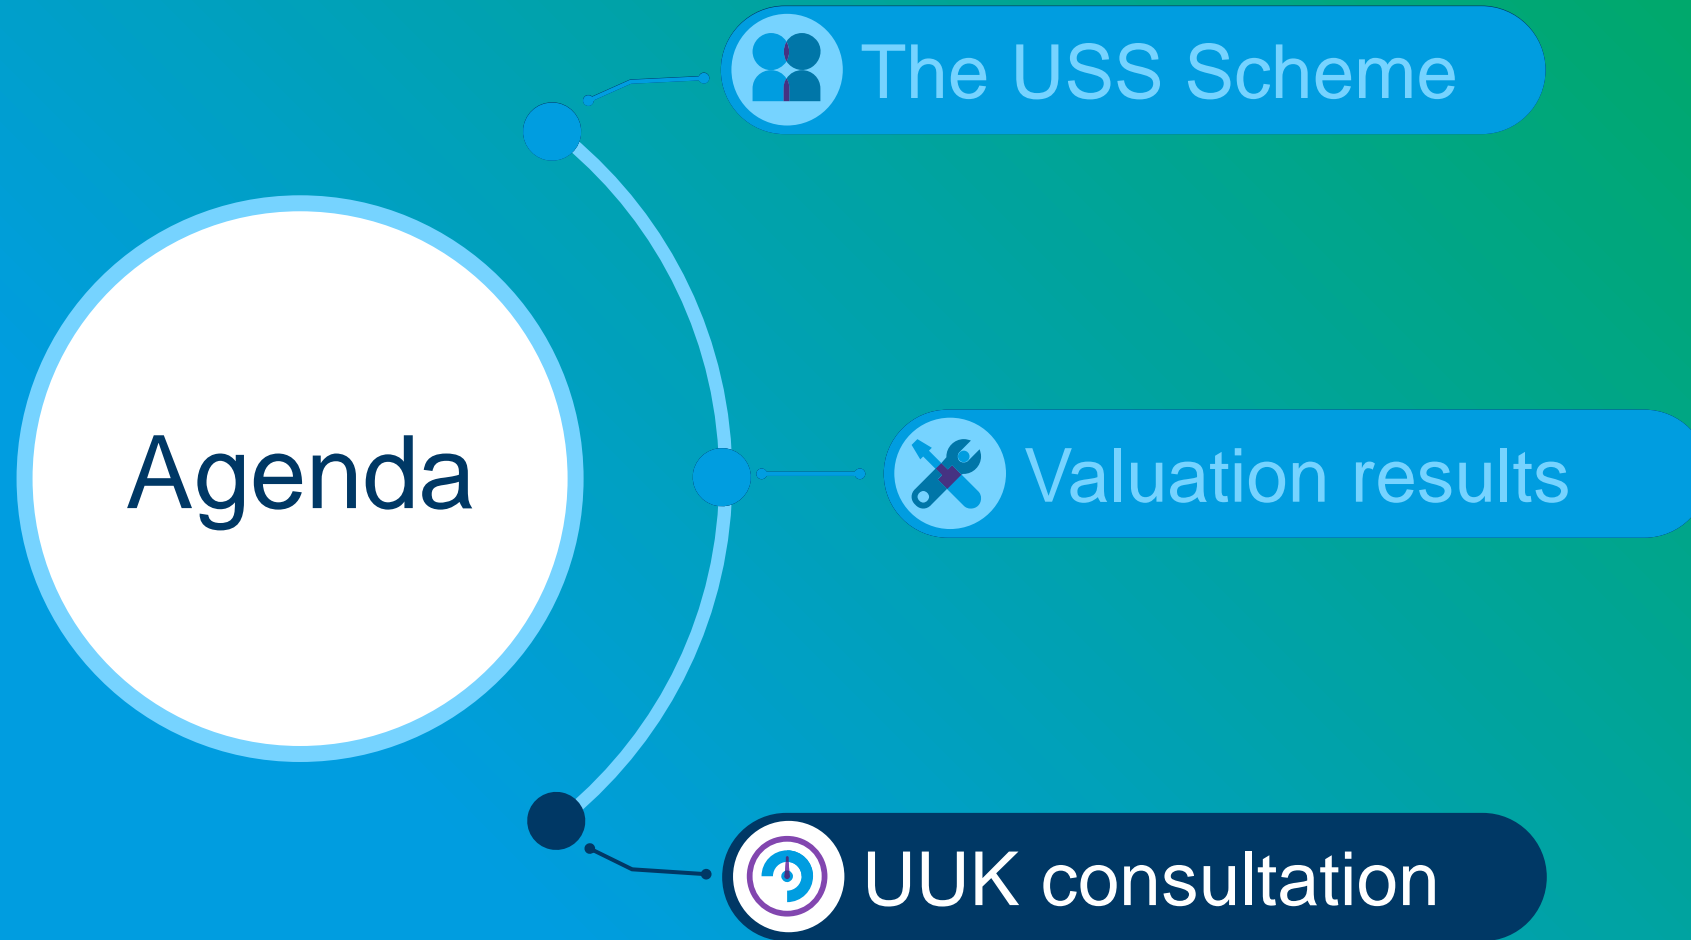 The USS Scheme
Agenda
Valuation results
UUK consultation